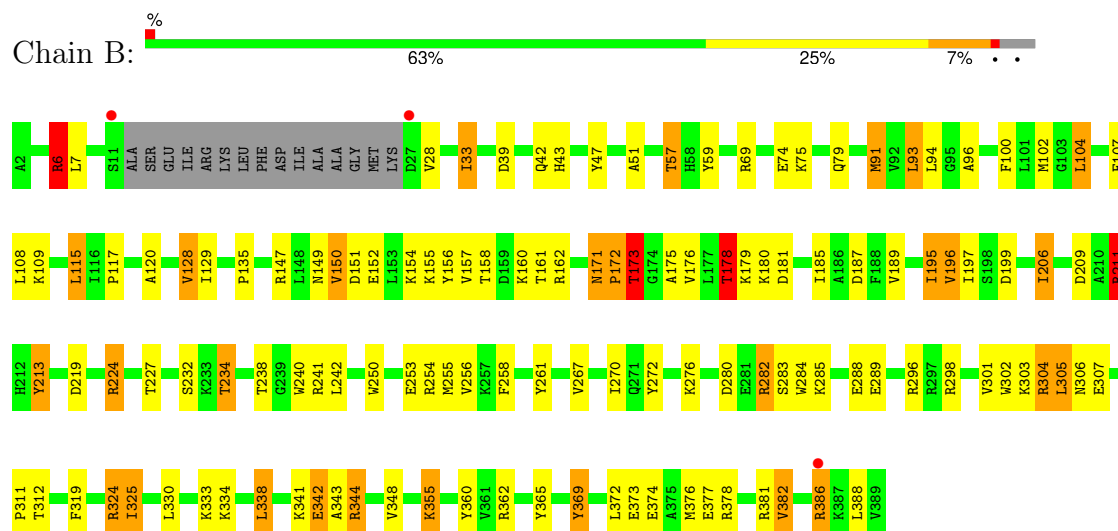 %
Chain B:
63% 25% 7% • •
A2 R6 L7 S11 ALA SER GLU ILE ARG LYS LEU PHE ASP ILE ALA ALA GLY MET LYS D27 V28 I33 D39 Q42 H43 Y47 A51 T57 H58 Y59 R69 E74 K75 Q79 M91 V92 L93 L94 G95 A96 F100 L101 M102 G103 L104
L108 K109 L115 I116 P117 A120 V128 I129 P135 R147 L148 N149 V150 D151 E152 L153 K154 K155 Y156 V157 T158 D159 K160 T161 R162 N171 P172 T173 G174 A175 V176 L177 T178 K179 K180 D181 I185 A186 D187 F188 V189 I195 V196 I197 S198 D199 I206 D209 A210
H212 Y213 D219 R224 T227 S232 K233 T234 T238 G239 W240 R241 L242 W250 E253 R254 M255 V256 K257 F258 Y261 V267 I270 Q271 Y272 K276 D280 E281 R282 S283 W284 K285 E288 E289 R296 R297 R298 V301 W302 K303 R304 L305 N306 E307
P311 T312 F319 R324 I325 L330 K333 K334 L338 K341 E342 A343 R344 V348 K355 Y360 V361 R362 Y365 Y369 L372 E373 E374 A375 M376 E377 R378 R381 V382 R386 K387 L388 V389